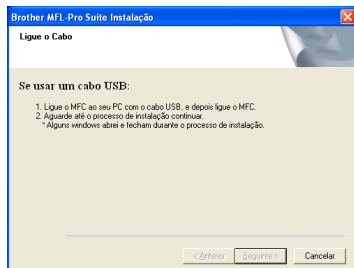 Brother MFL-Pro Suite Instalação
Ligue o Cabo
Se usar um cabo USB:
1. Ligue o MFC ao seu PC com o cabo USB, e depois ligue o MFC.
2. Aguarde até o processo de instalação continuar.
* Alguns windows abrei e fecham durante o processo de instalação.
< Anterior Seguinte > Cancelar